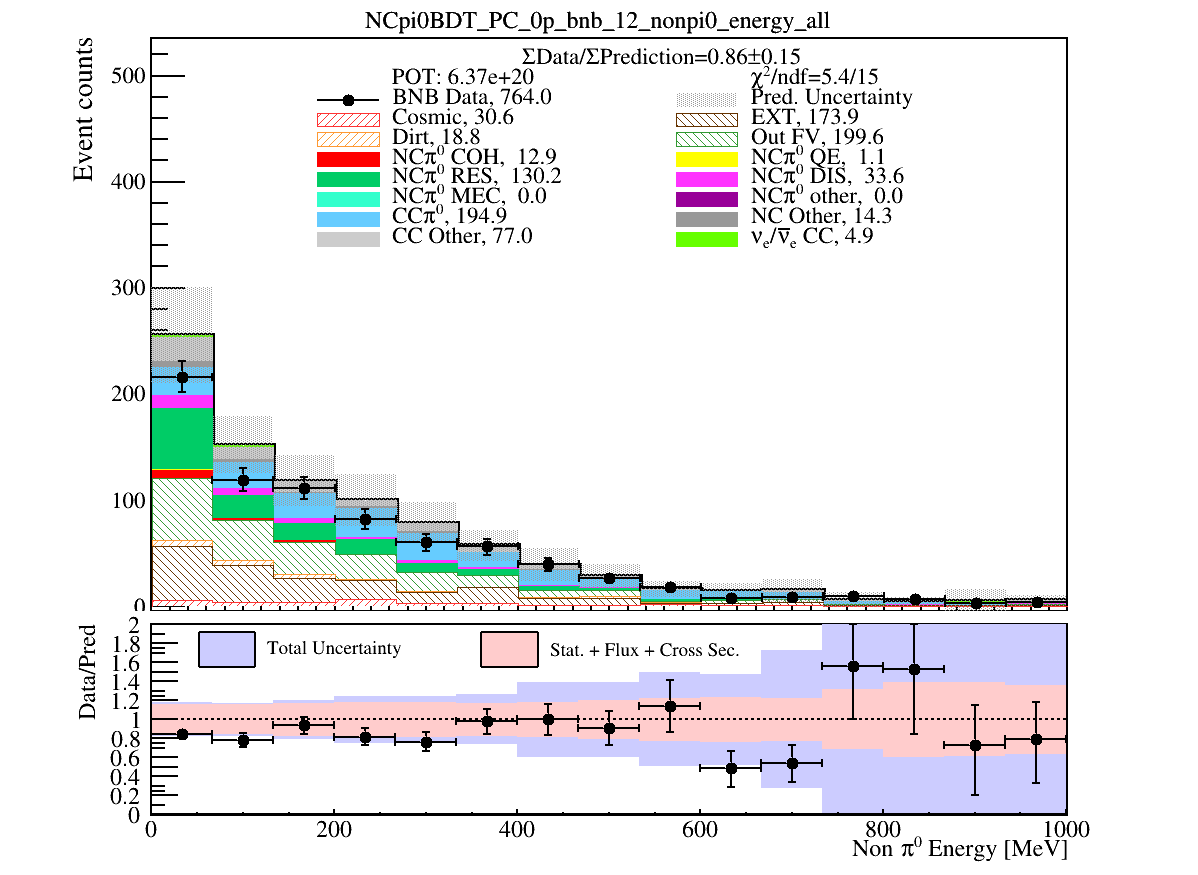 NCpi0BDT_PC_0p_bnb_12_nonpi0_energy_all
ΣData/ΣPrediction=0.86±0.15
POT: 6.37e+20
χ²/ndf=5.4/15
BNB Data, 764.0
Pred. Uncertainty
Cosmic, 30.6
EXT, 173.9
Dirt, 18.8
Out FV, 199.6
NCπ⁰ COH, 12.9
NCπ⁰ QE, 1.1
NCπ⁰ RES, 130.2
NCπ⁰ DIS, 33.6
NCπ⁰ MEC, 0.0
NCπ⁰ other, 0.0
CCπ⁰, 194.9
NC Other, 14.3
CC Other, 77.0
νₑ/ν̅ₑ CC, 4.9
Event counts
500
400
300
200
100
0
Data/Pred
2
1.8
1.6
1.4
1.2
1
0.8
0.6
0.4
0.2
0
Total Uncertainty
Stat. + Flux + Cross Sec.
0 200 400 600 800 1000
Non π⁰ Energy [MeV]